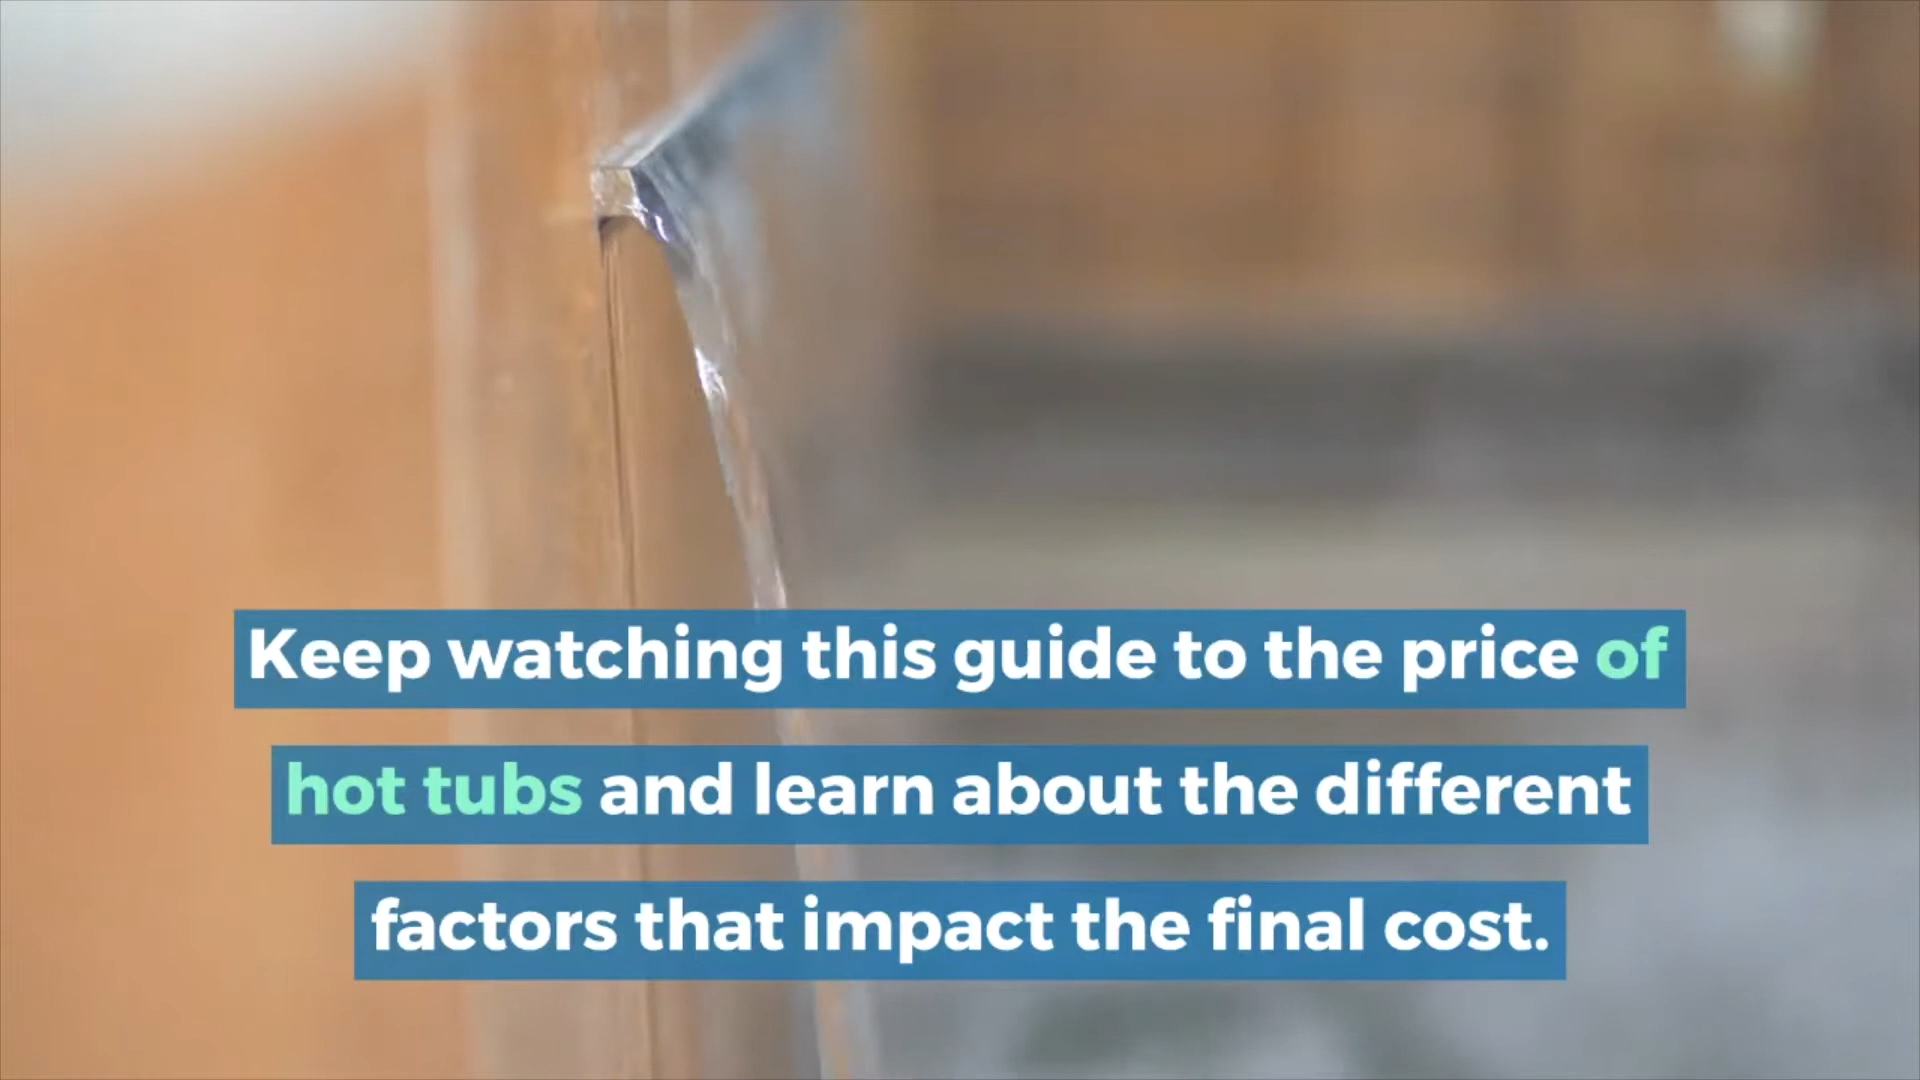 Keep watching this guide to the price of
hot tubs and learn about the different
factors that impact the final cost.